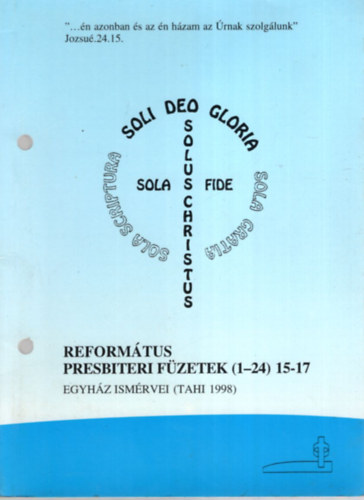 "...én azonban és az én házam az Úrnak szolgálunk"
Jozsué.24.15.
SOLI DEO GLORIA
SOLUS CHRISTUS
SOLA FIDE
SOLA SCRIPTURA
SOLA GRATIA
REFORMÁTUS
PRESBITERI FÜZETEK (1–24) 15-17
EGYHÁZ ISMÉRVEI (TAHI 1998)